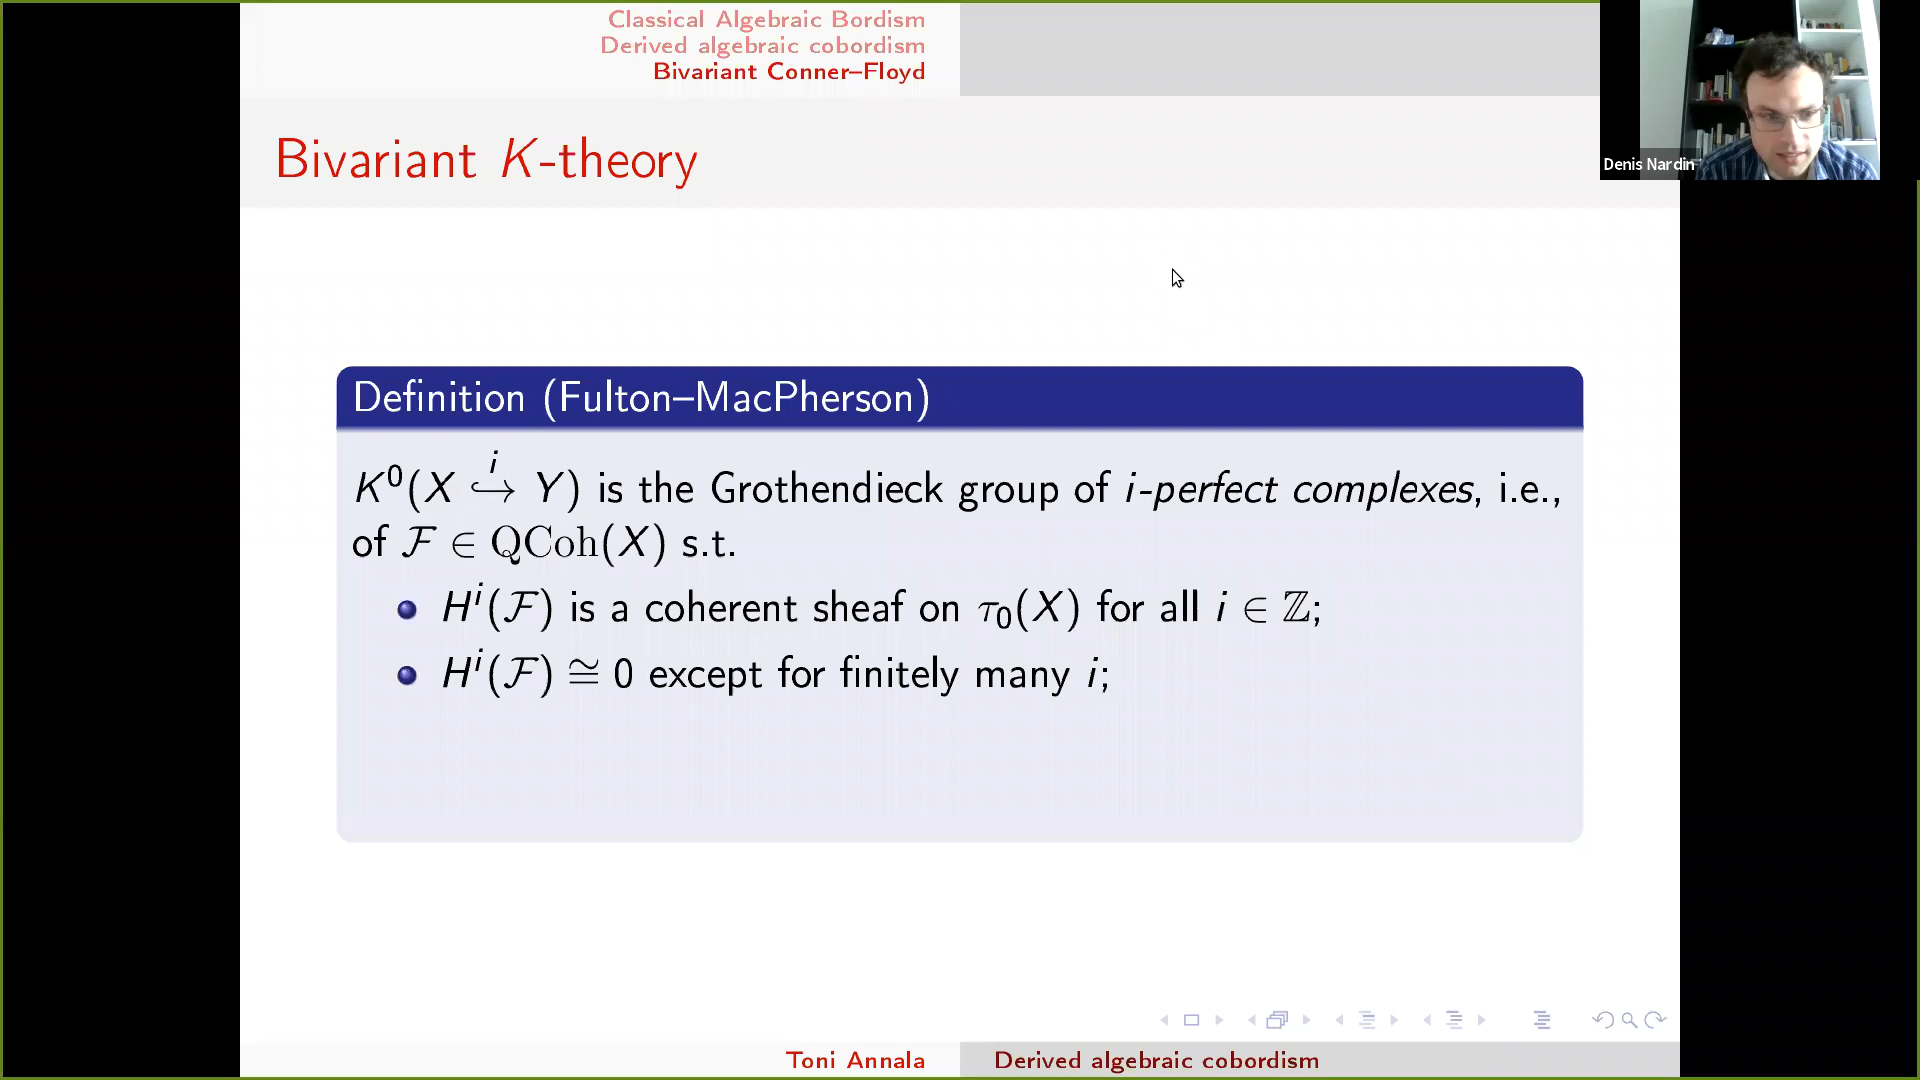 Classical Algebraic Bordism
Derived algebraic cobordism
Bivariant Conner–Floyd
Denis Nardin
Bivariant K-theory
Definition (Fulton–MacPherson)
K⁰(X ↪ⁱ Y) is the Grothendieck group of i-perfect complexes, i.e.,
of ℱ ∈ QCoh(X) s.t.
Hⁱ(ℱ) is a coherent sheaf on τ₀(X) for all i ∈ ℤ;
Hⁱ(ℱ) ≅ 0 except for finitely many i;
Toni Annala
Derived algebraic cobordism